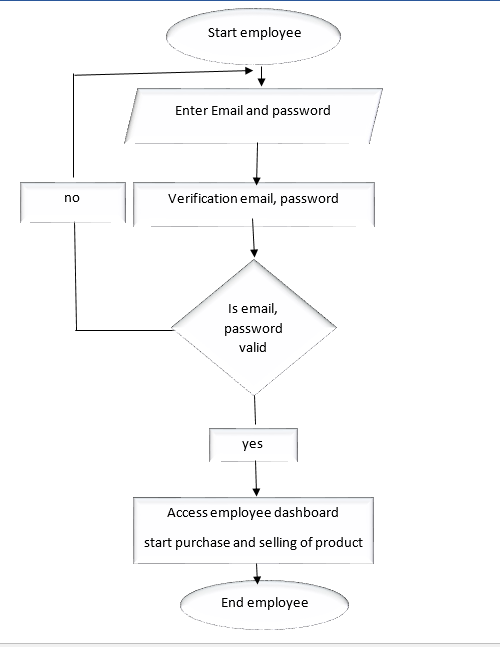 Start employee
Enter Email and password
no
Verification email, password
Is email,
password
valid
yes
Access employee dashboard
start purchase and selling of product
End employee